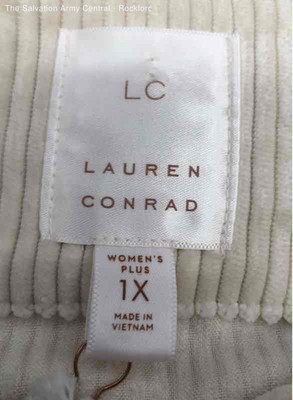 The Salvation Army Central - Rockford
LC
LAUREN
CONRAD
WOMEN'S
PLUS
1X
MADE IN
VIETNAM